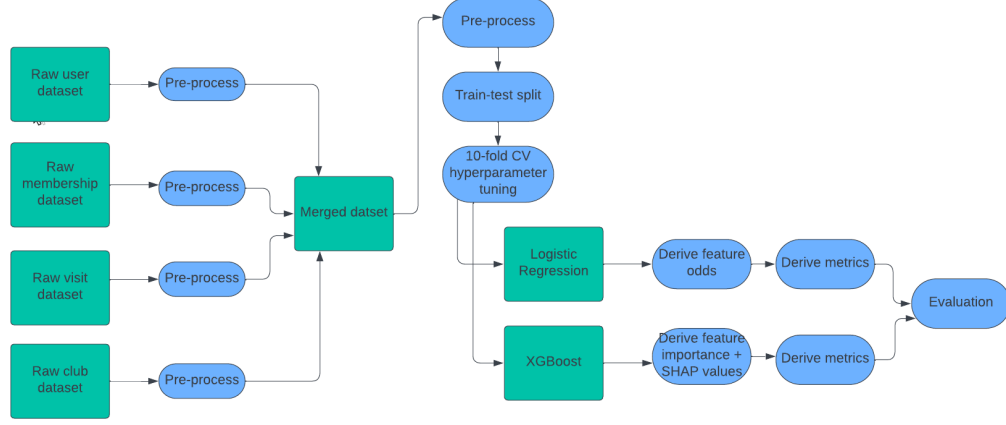 Raw user
dataset
Pre-process
Raw
membership
dataset
Pre-process
Raw visit
dataset
Pre-process
Raw club
dataset
Pre-process
Merged datset
Pre-process
Train-test split
10-fold CV
hyperparameter
tuning
Logistic
Regression
Derive feature
odds
Derive metrics
XGBoost
Derive feature
importance +
SHAP values
Derive metrics
Evaluation